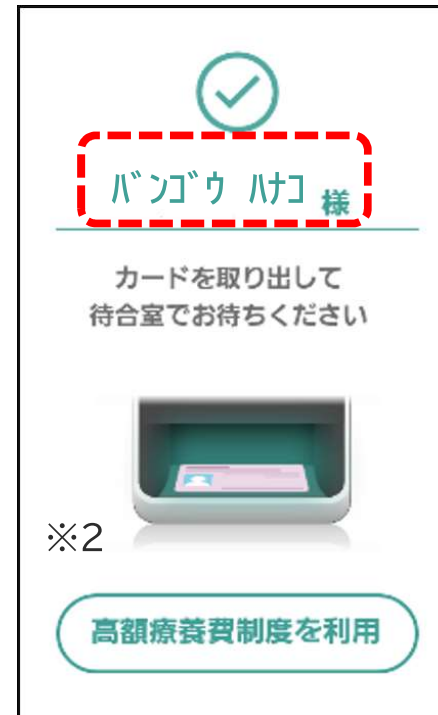 ﾊﾞﾝｺﾞｳ ﾊﾅｺ 様
カードを取り出して
待合室でお待ちください
※2
高額療養費制度を利用